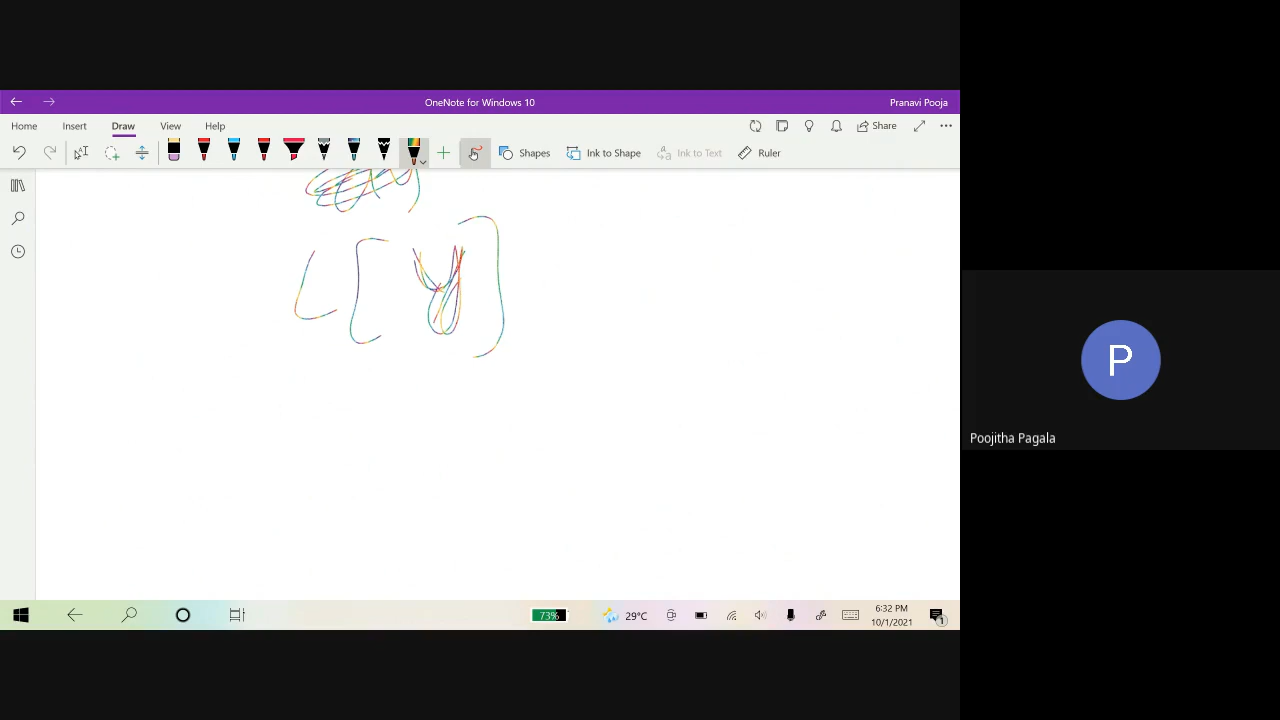 OneNote for Windows 10
Pranavi Pooja
Home Insert Draw View Help
Share
Shapes
Ink to Shape
Ink to Text
Ruler
L[y]
P
Poojitha Pagala
73%
29°C
6:32 PM
10/1/2021
1